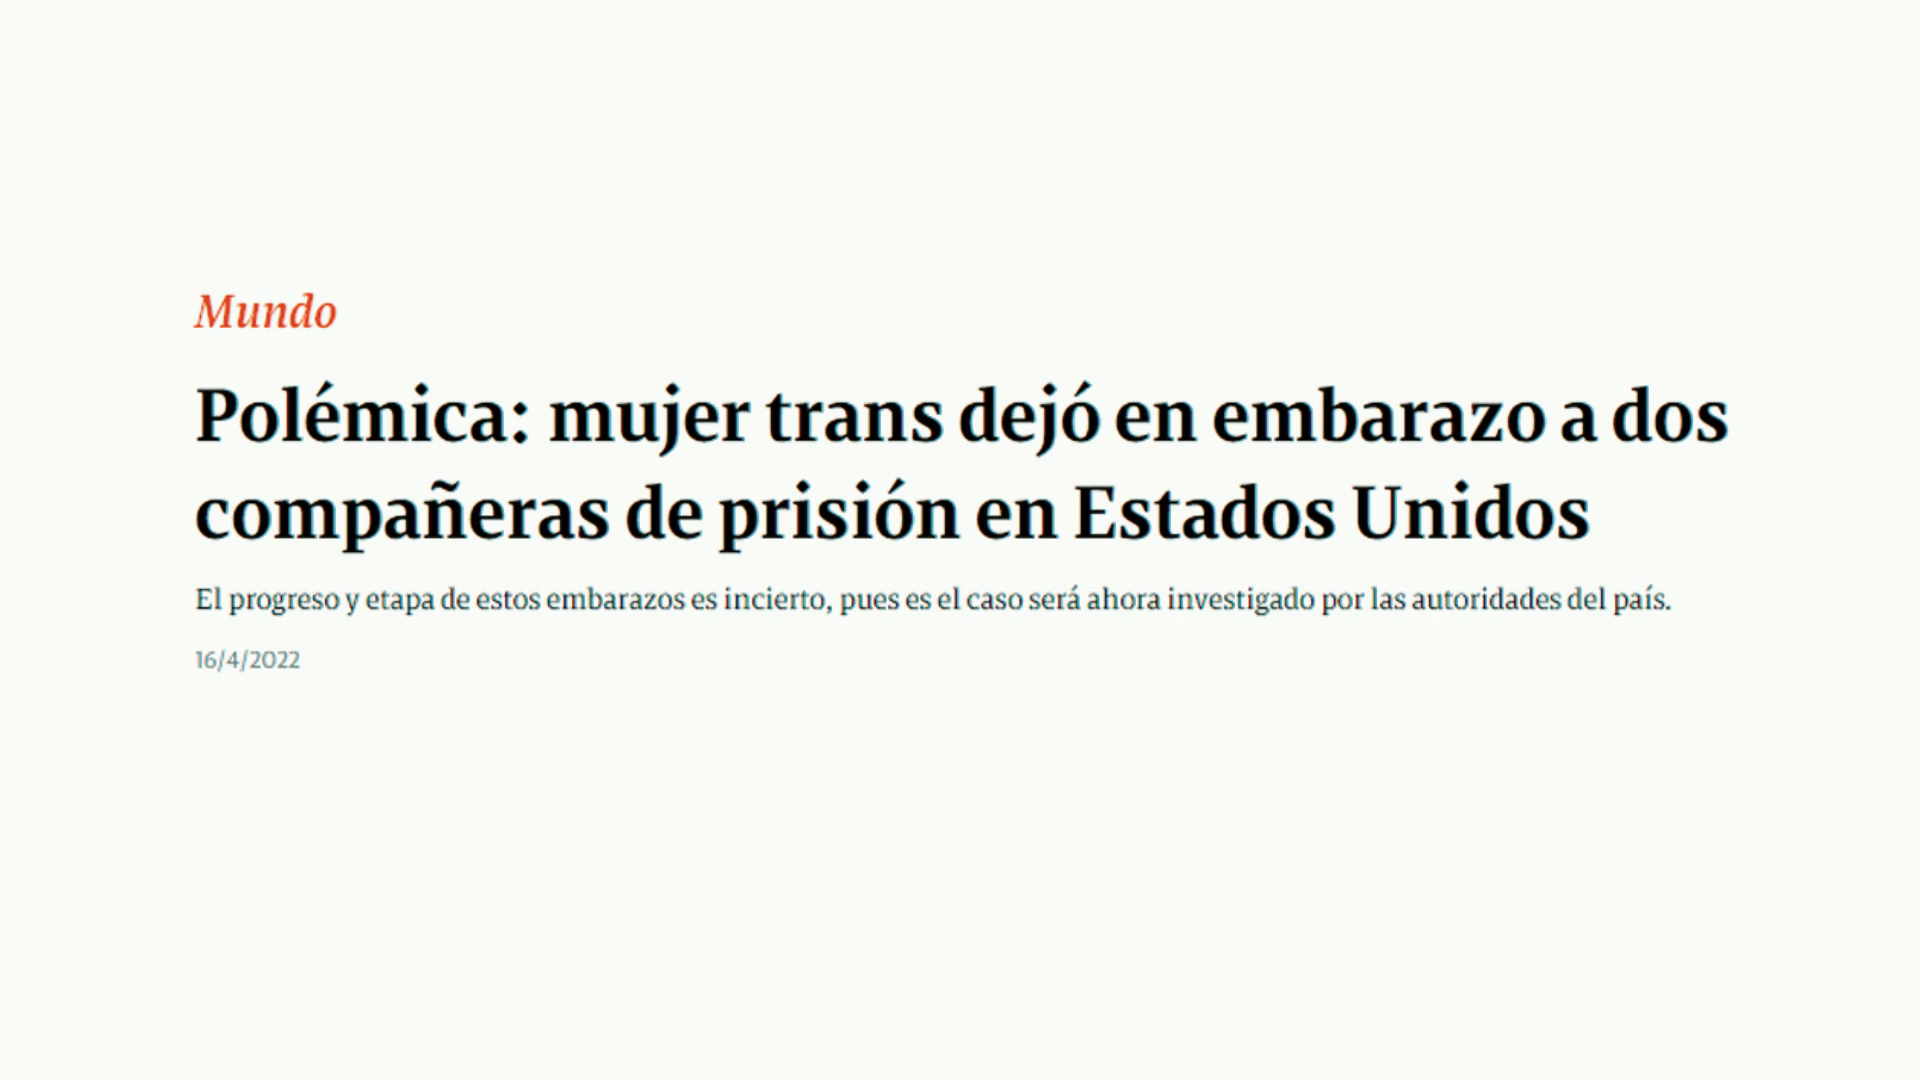 Mundo
Polémica: mujer trans dejó en embarazo a dos
compañeras de prisión en Estados Unidos
El progreso y etapa de estos embarazos es incierto, pues es el caso será ahora investigado por las autoridades del país.
16/4/2022